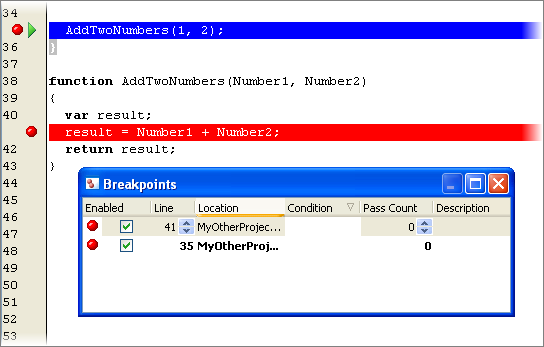 34
AddTwoNumbers(1, 2);
36 }
37
38 function AddTwoNumbers(Number1, Number2)
39 {
40 var result;
result = Number1 + Number2;
42 return result;
43 }
44
Breakpoints
45
Enabled Line Location Condition Pass Count Description
46
41 MyOtherProjec... 0
47
35 MyOtherProj... 0
48
49
50
51
52
53